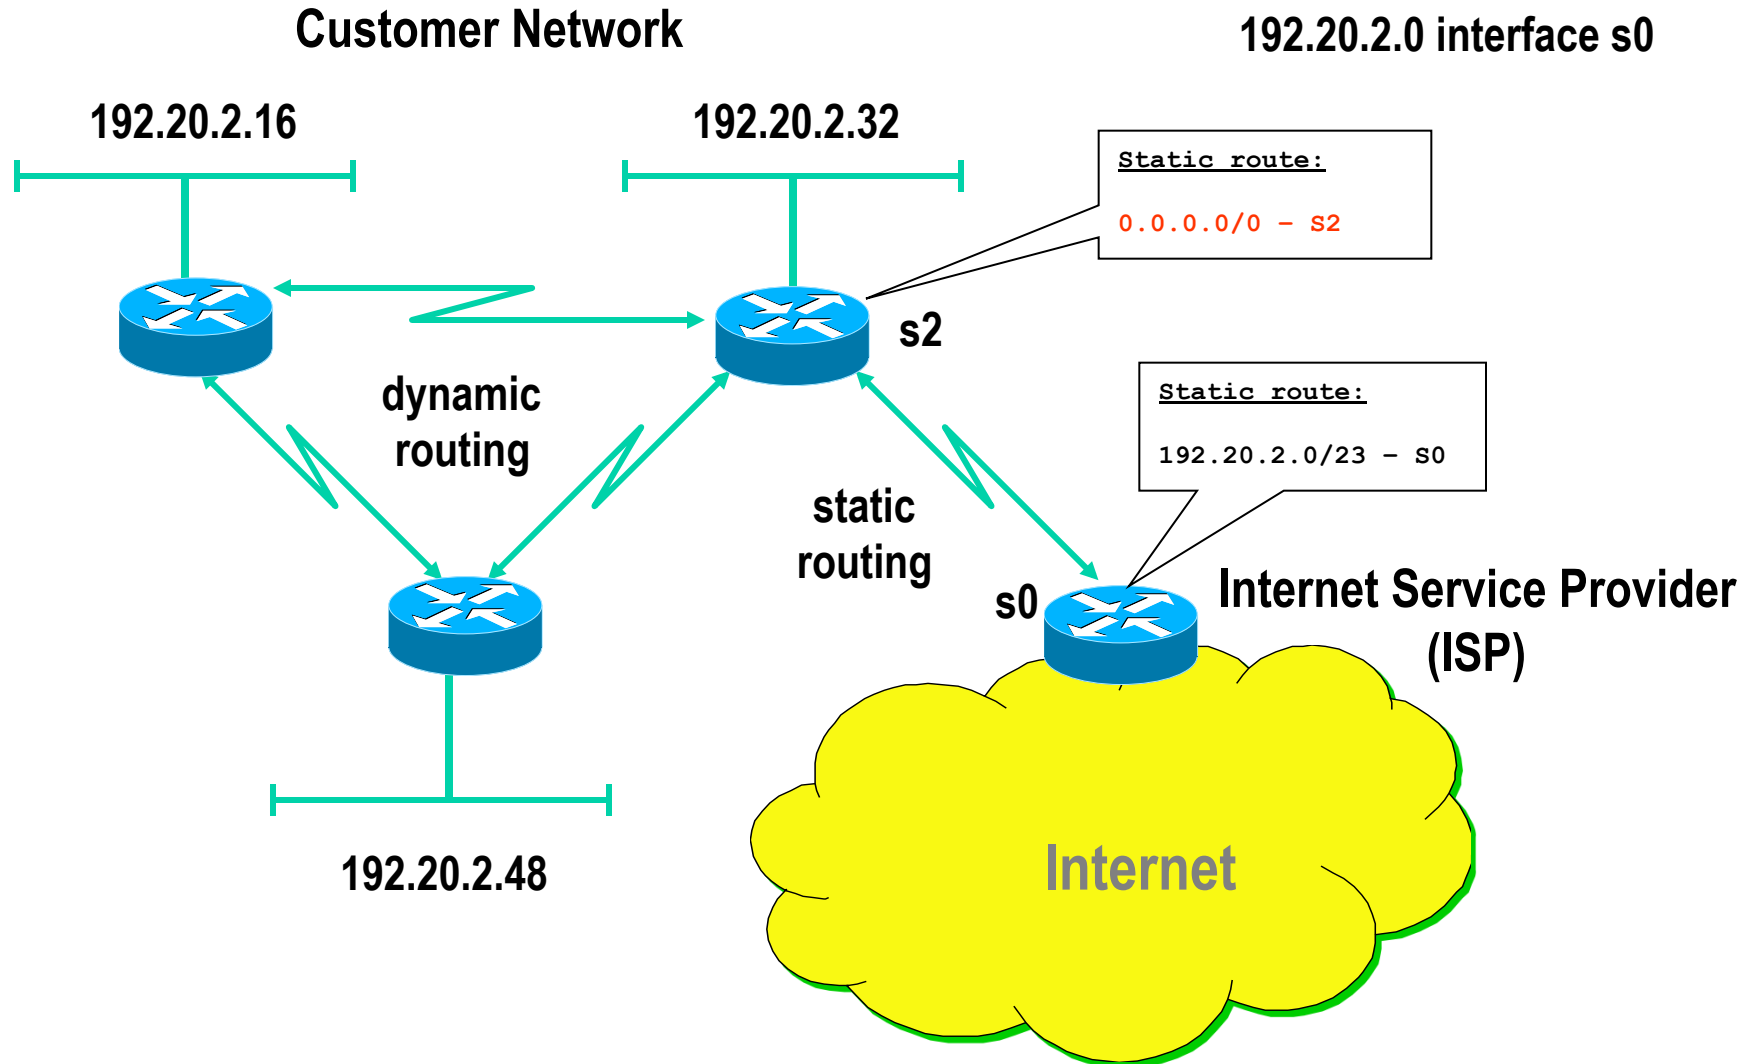 Customer Network
192.20.2.0 interface s0
192.20.2.16
192.20.2.32
Static route:
0.0.0.0/0 – S2
s2
dynamic
routing
Static route:
192.20.2.0/23 – S0
static
routing
s0
Internet Service Provider
(ISP)
192.20.2.48
Internet